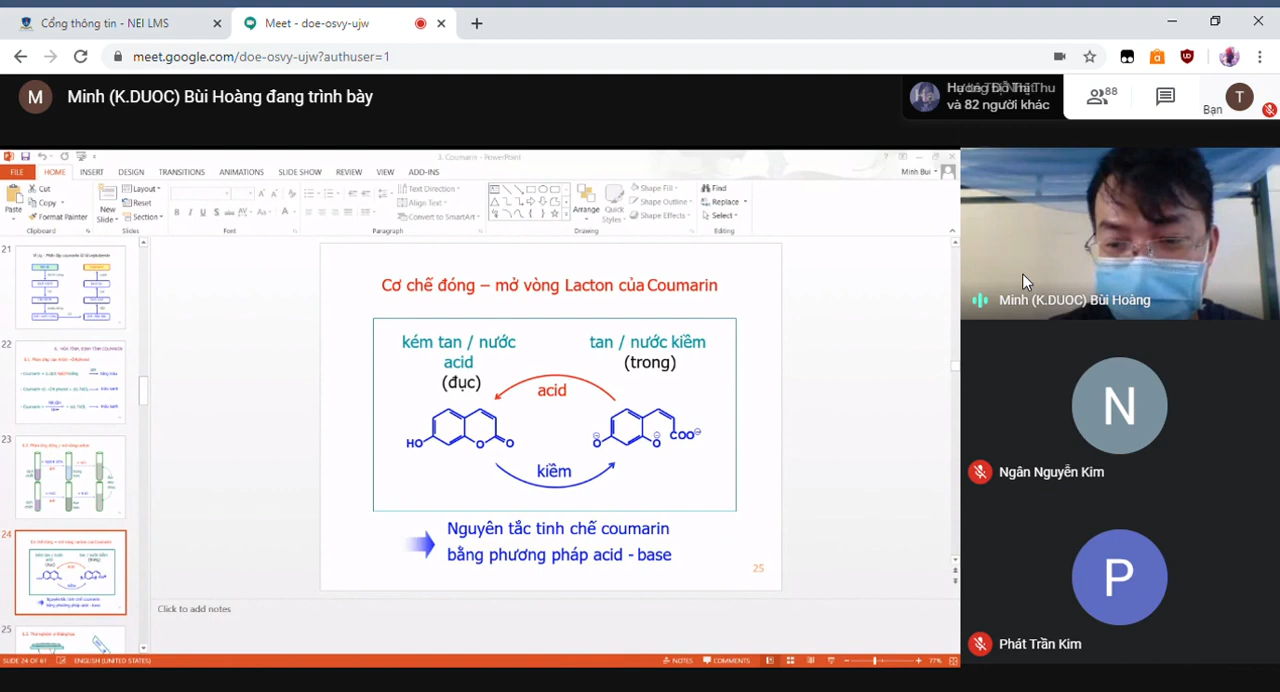 Cổng thông tin - NEI LMS
Meet - doe-osvy-ujw
meet.google.com/doe-osvy-ujw?authuser=1
M
Minh (K.DUOC) Bùi Hoàng đang trình bày
và 82 người khác
88
Bạn
T
3. Coumarin - PowerPoint
FILE HOME INSERT DESIGN TRANSITIONS ANIMATIONS SLIDE SHOW REVIEW VIEW ADD-INS
Minh Bui
Paste
Cut
Copy
Format Painter
Clipboard
New
Slide
Layout
Reset
Section
Slides
Font
Text Direction
Align Text
Convert to SmartArt
Paragraph
Arrange
Quick
Styles
Shape Fill
Shape Outline
Shape Effects
Drawing
Find
Replace
Select
Editing
21
22
23
24
25
Cơ chế đóng – mở vòng Lacton của Coumarin
kém tan / nước
acid
(đục)
tan / nước kiềm
(trong)
acid
HO
O
O
O
O
COO
kiềm
Nguyên tắc tinh chế coumarin
bằng phương pháp acid - base
25
Click to add notes
SLIDE 24 OF 61
ENGLISH (UNITED STATES)
NOTES
COMMENTS
77%
Minh (K.DUOC) Bùi Hoàng
N
Ngân Nguyễn Kim
P
Phát Trần Kim